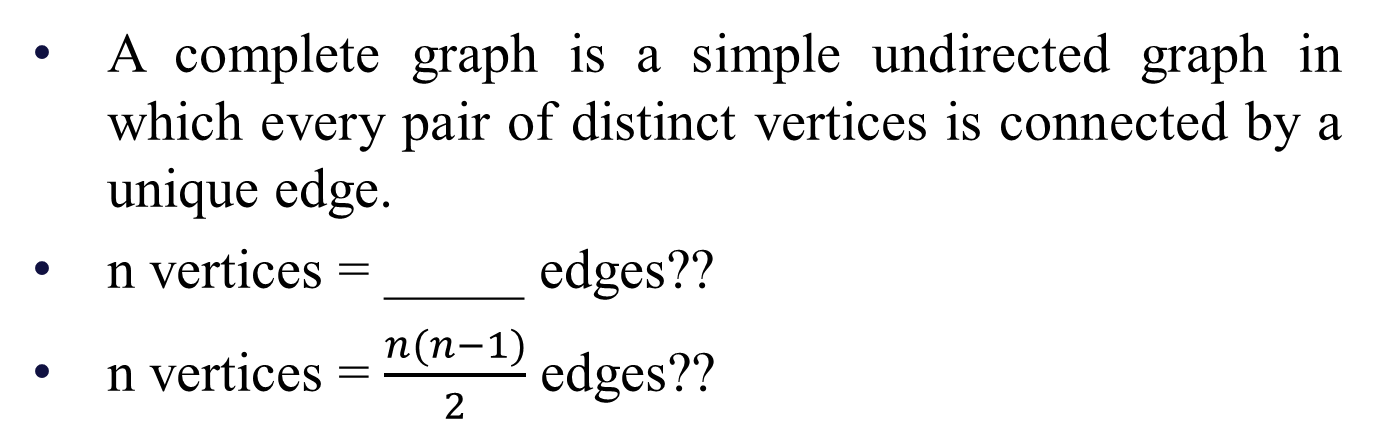 • A complete graph is a simple undirected graph in
which every pair of distinct vertices is connected by a
unique edge.
• n vertices = _____ edges??
• n vertices = n(n−1)/2 edges??